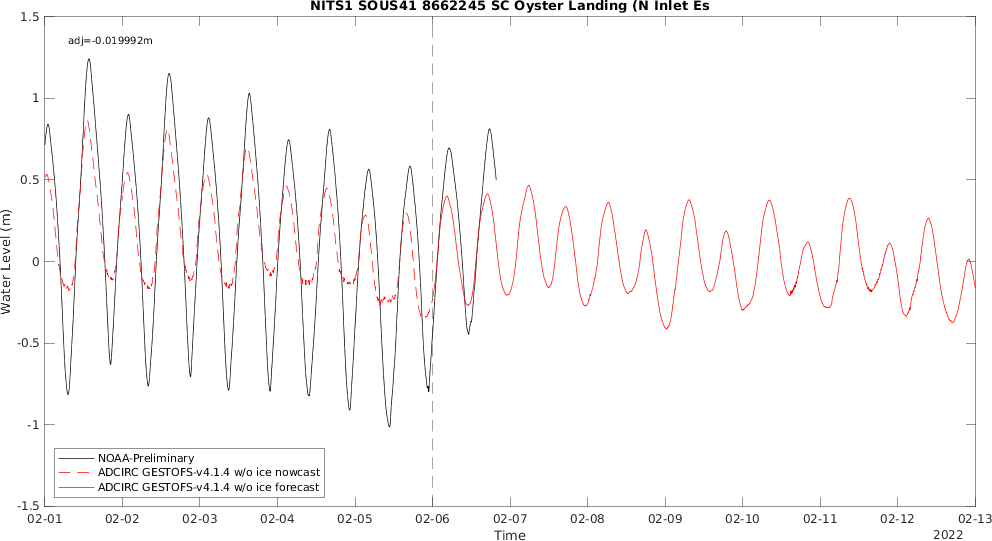 NITS1 SOUS41 8662245 SC Oyster Landing (N Inlet Es
adj=-0.019992m
1.5
1
0.5
0
-0.5
-1
-1.5
Water Level (m)
NOAA-Preliminary
ADCIRC GESTOFS-v4.1.4 w/o ice nowcast
ADCIRC GESTOFS-v4.1.4 w/o ice forecast
02-01 02-02 02-03 02-04 02-05 02-06 02-07 02-08 02-09 02-10 02-11 02-12 02-13
Time
2022